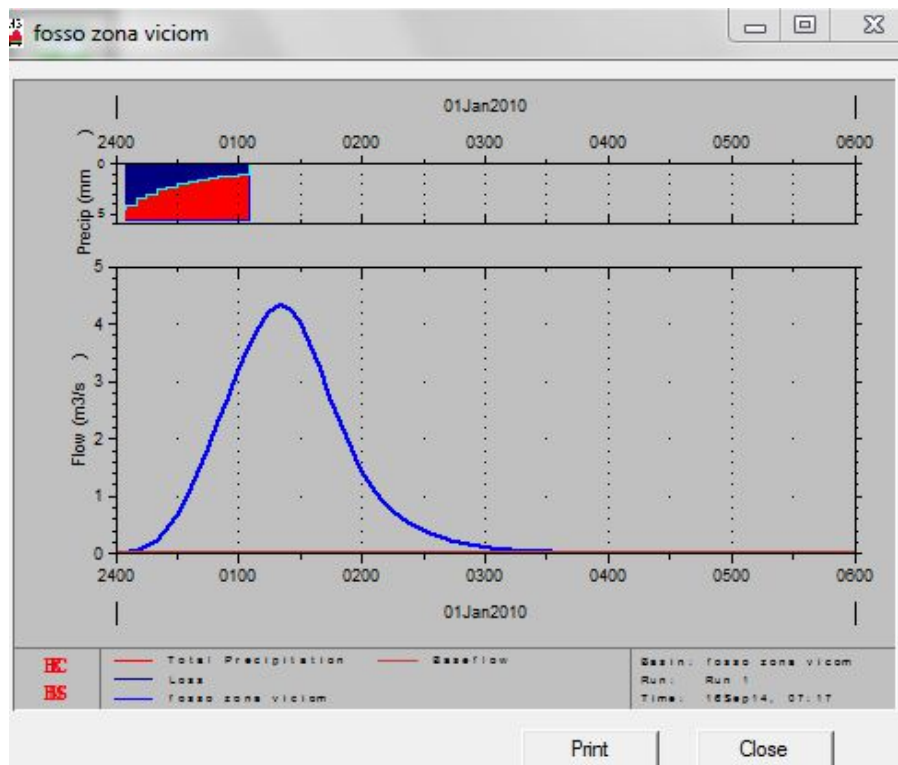 fosso zona viciom
01Jan2010
2400 0100 0200 0300 0400 0500 0600
Precip (mm )
0
5
Flow (m3/s )
5
4
3
2
1
0
2400 0100 0200 0300 0400 0500 0600
01Jan2010
Total Precipitation Baseflow
Loss
fosso zona viciom
Basin: fosso zona vicom
Run: Run 1
Time: 16Sep14, 07:17
Print Close